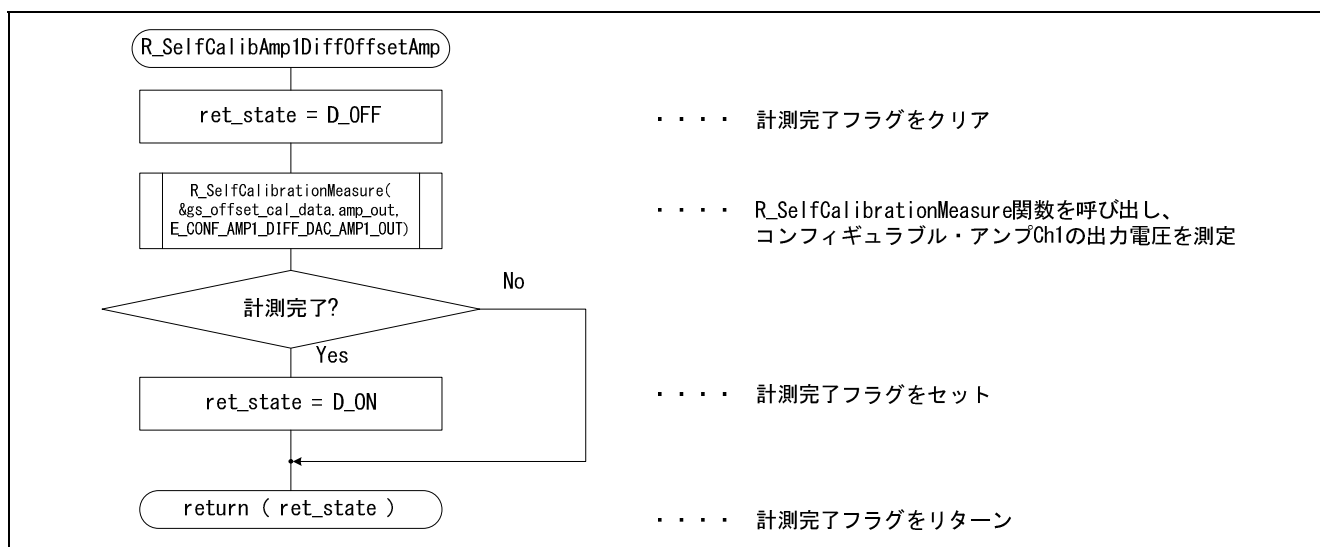 R_SelfCalibAmp1DiffOffsetAmp
ret_state = D_OFF
・・・・ 計測完了フラグをクリア
R_SelfCalibrationMeasure(
&gs_offset_cal_data.amp_out,
E_CONF_AMP1_DIFF_DAC_AMP1_OUT)
・・・・ R_SelfCalibrationMeasure関数を呼び出し、
コンフィギュラブル・アンプCh1の出力電圧を測定
計測完了?
No
Yes
ret_state = D_ON
・・・・ 計測完了フラグをセット
return ( ret_state )
・・・・ 計測完了フラグをリターン